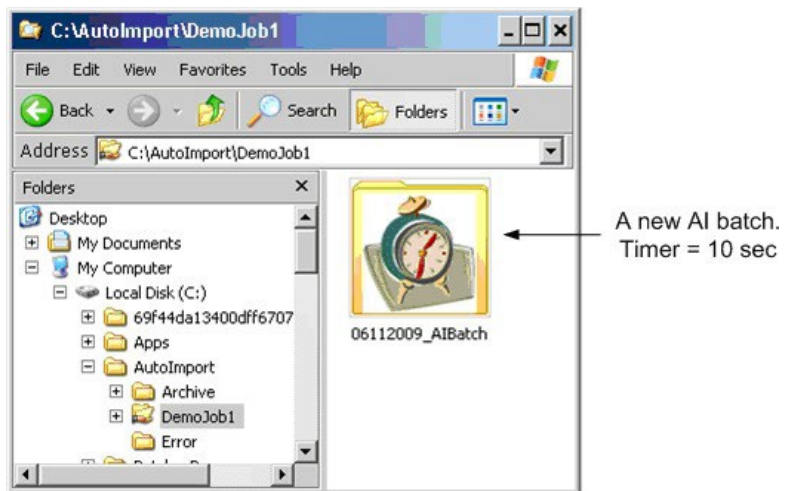 C:\AutoImport\DemoJob1
File Edit View Favorites Tools Help
Back Search Folders
Address C:\AutoImport\DemoJob1
Folders
Desktop
My Documents
My Computer
Local Disk (C:)
69f44da13400dff6707
Apps
AutoImport
Archive
DemoJob1
Error
06112009_AIBatch
A new AI batch.
Timer = 10 sec